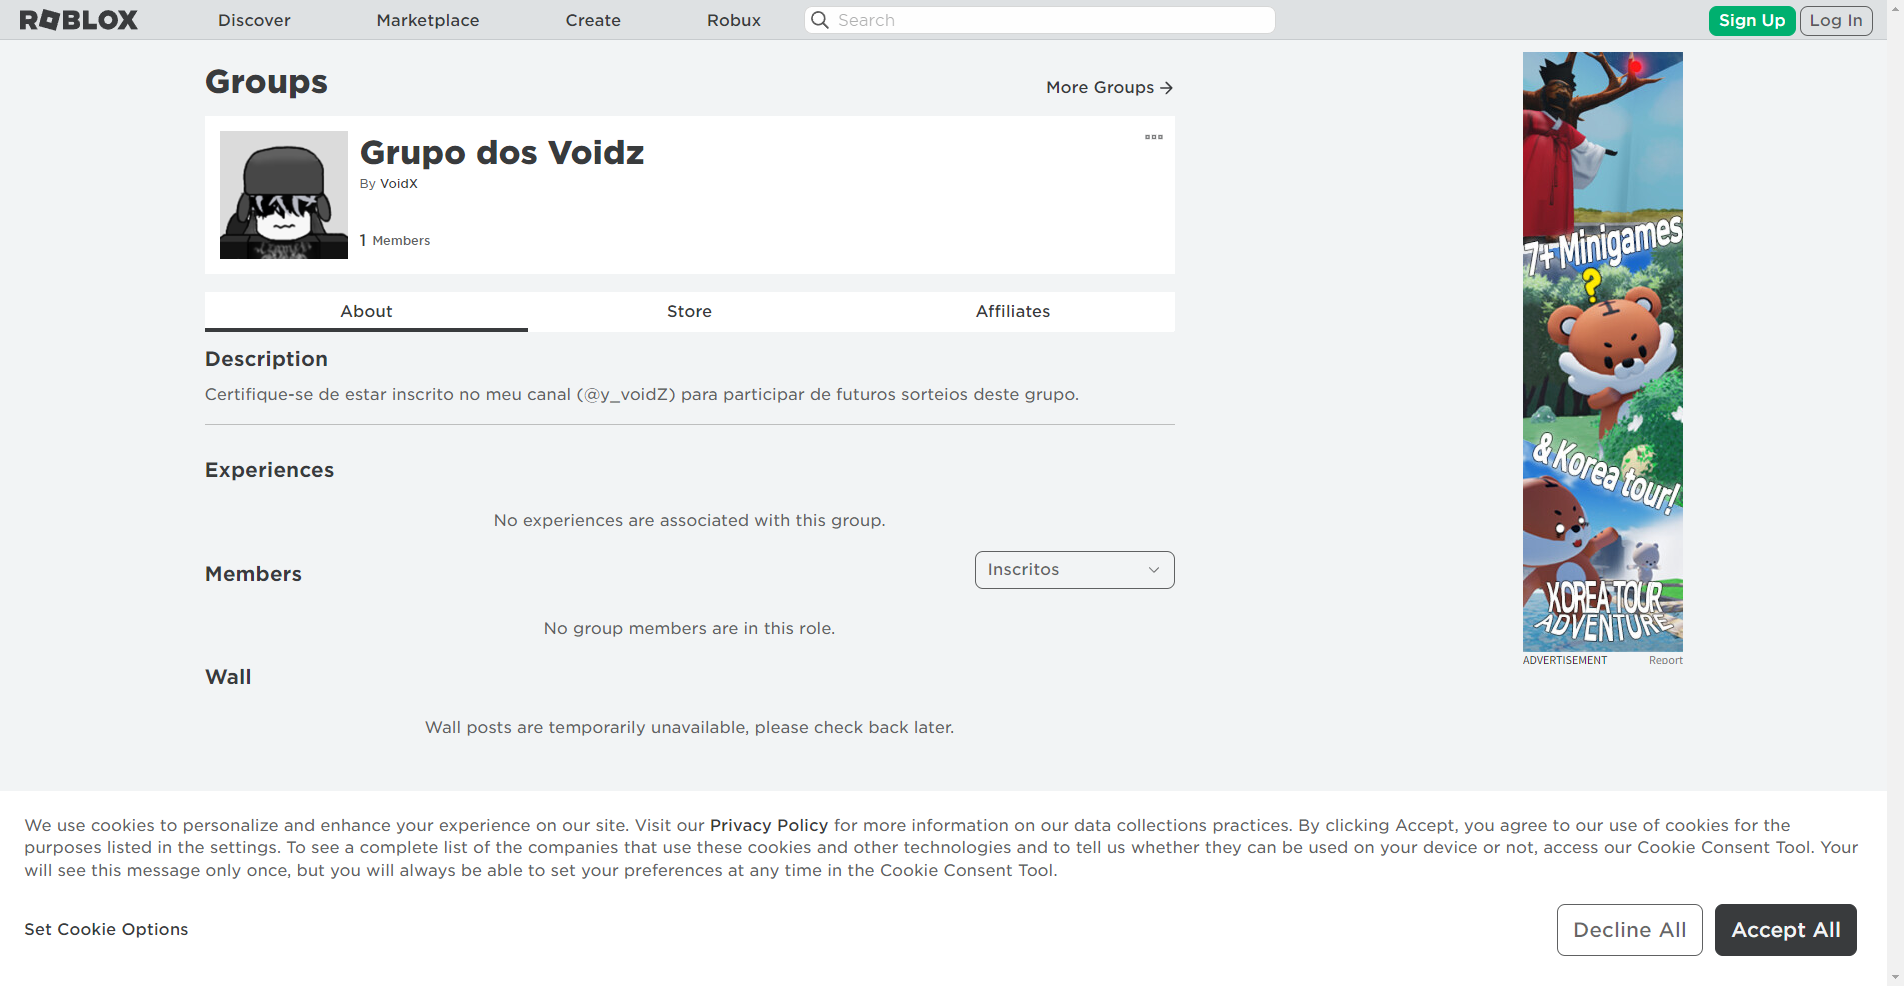 ROBLOX Discover Marketplace Create Robux Search Sign Up Log In
Groups
More Groups →
Grupo dos Voidz
By VoidX
1 Members
About Store Affiliates
Description
Certifique-se de estar inscrito no meu canal (@y_voidZ) para participar de futuros sorteios deste grupo.
Experiences
No experiences are associated with this group.
Members
Inscritos
No group members are in this role.
Wall
Wall posts are temporarily unavailable, please check back later.
7+ Minigames
?
& Korea tour!
KOREA TOUR
ADVENTURE
ADVERTISEMENT Report
We use cookies to personalize and enhance your experience on our site. Visit our Privacy Policy for more information on our data collections practices. By clicking Accept, you agree to our use of cookies for the
purposes listed in the settings. To see a complete list of the companies that use these cookies and other technologies and to tell us whether they can be used on your device or not, access our Cookie Consent Tool. Your
will see this message only once, but you will always be able to set your preferences at any time in the Cookie Consent Tool.
Set Cookie Options
Decline All
Accept All